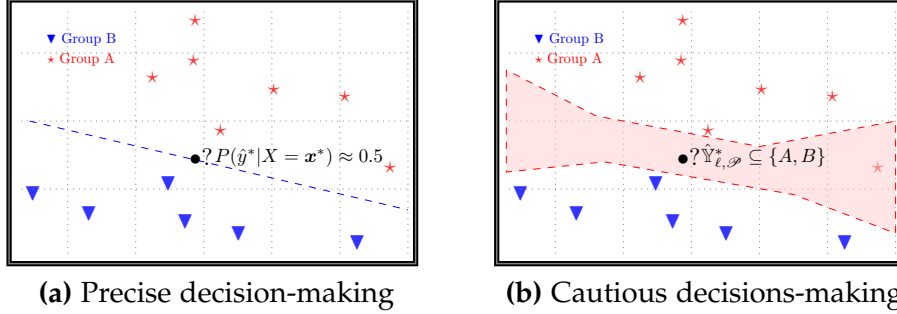 ▼ Group B
★ Group A
? P(ŷ*|X = x*) ≈ 0.5
(a) Precise decision-making
▼ Group B
★ Group A
? Ŷ*ℓ,𝒫 ⊆ {A, B}
(b) Cautious decisions-making